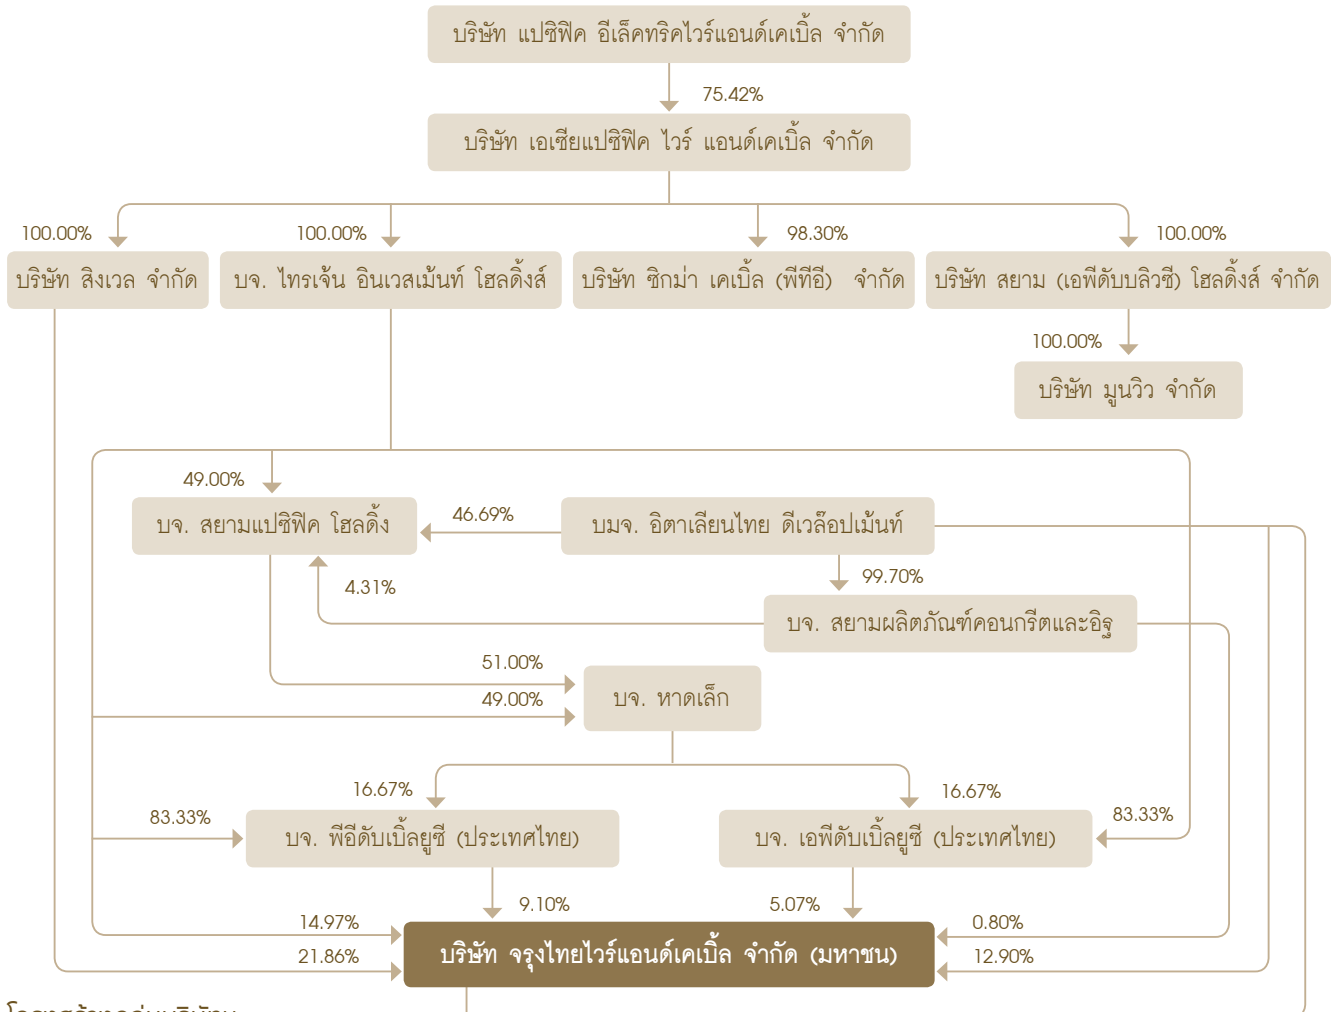 บริษัท แปซิฟิค อีเล็คทริคไวร์แอนด์เคเบิ้ล จำกัด
75.42%
บริษัท เอเซียแปซิฟิค ไวร์ แอนด์เคเบิ้ล จำกัด
100.00%
100.00%
98.30%
100.00%
บริษัท สิงเวล จำกัด
บจ. ไทรเจ้น อินเวสเม้นท์ โฮลดิ้งส์
บริษัท ซิกม่า เคเบิ้ล (พีทีอี) จำกัด
บริษัท สยาม (เอพีดับบลิวซี) โฮลดิ้งส์ จำกัด
100.00%
บริษัท มูนวิว จำกัด
49.00%
บจ. สยามแปซิฟิค โฮลดิ้ง
46.69%
บมจ. อิตาเลียนไทย ดีเวล๊อปเม้นท์
4.31%
99.70%
บจ. สยามผลิตภัณฑ์คอนกรีตและอิฐ
51.00%
49.00%
บจ. หาดเล็ก
16.67%
16.67%
83.33%
83.33%
บจ. พีอีดับเบิ้ลยูซี (ประเทศไทย)
บจ. เอพีดับเบิ้ลยูซี (ประเทศไทย)
9.10%
5.07%
14.97%
0.80%
บริษัท จรุงไทยไวร์แอนด์เคเบิ้ล จำกัด (มหาชน)
21.86%
12.90%